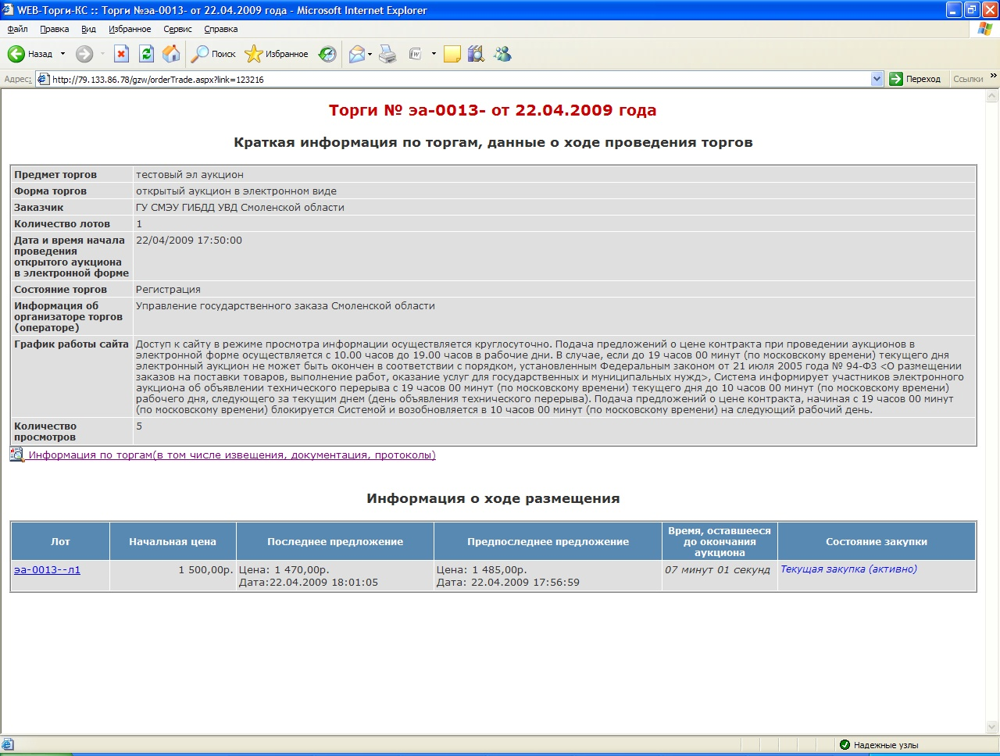 WEB-Торги-КС :: Торги №эа-0013- от 22.04.2009 года - Microsoft Internet Explorer
Файл Правка Вид Избранное Сервис Справка
Назад Поиск Избранное
Адрес: http://79.133.86.78/gzw/orderTrade.aspx?link=123216 Переход Ссылки »
Торги № эа-0013- от 22.04.2009 года
Краткая информация по торгам, данные о ходе проведения торгов
Предмет торгов тестовый эл аукцион
Форма торгов открытый аукцион в электронном виде
Заказчик ГУ СМЭУ ГИБДД УВД Смоленской области
Количество лотов 1
Дата и время начала 22/04/2009 17:50:00
проведения
открытого аукциона
в электронной форме
Состояние торгов Регистрация
Информация об Управление государственного заказа Смоленской области
организаторе торгов
(операторе)
График работы сайта Доступ к сайту в режиме просмотра информации осуществляется круглосуточно. Подача предложений о цене контракта при проведении аукционов в
электронной форме осуществляется с 10.00 часов до 19.00 часов в рабочие дни. В случае, если до 19 часов 00 минут (по московскому времени) текущего дня
электронный аукцион не может быть окончен в соответствии с порядком, установленным Федеральным законом от 21 июля 2005 года № 94-ФЗ <О размещении
заказов на поставки товаров, выполнение работ, оказание услуг для государственных и муниципальных нужд>, Система информирует участников электронного
аукциона об объявлении технического перерыва с 19 часов 00 минут (по московскому времени) текущего дня до 10 часов 00 минут (по московскому времени)
рабочего дня, следующего за текущим днем (день объявления технического перерыва). Подача предложений о цене контракта, начиная с 19 часов 00 минут
(по московскому времени) блокируется Системой и возобновляется в 10 часов 00 минут (по московскому времени) на следующий рабочий день.
Количество 5
просмотров
Информация по торгам(в том числе извещения, документация, протоколы)
Информация о ходе размещения
Лот Начальная цена Последнее предложение Предпоследнее предложение Время, оставшееся до окончания аукциона Состояние закупки
эа-0013--л1 1 500,00р. Цена: 1 470,00р. Цена: 1 485,00р. 07 минут 01 секунд Текущая закупка (активно)
Дата:22.04.2009 18:01:05 Дата: 22.04.2009 17:56:59
Надежные узлы